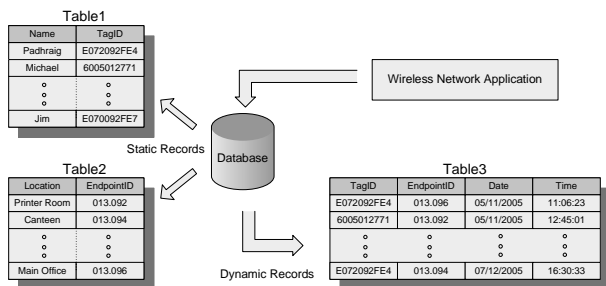 Table1
Name TagID
Padhraig E072092FE4
Michael 6005012771
Jim E070092FE7
Wireless Network Application
Static Records
Database
Table2
Location EndpointID
Printer Room 013.092
Canteen 013.094
Main Office 013.096
Dynamic Records
Table3
TagID EndpointID Date Time
E072092FE4 013.096 05/11/2005 11:06:23
6005012771 013.092 05/11/2005 12:45:01
E072092FE4 013.094 07/12/2005 16:30:33